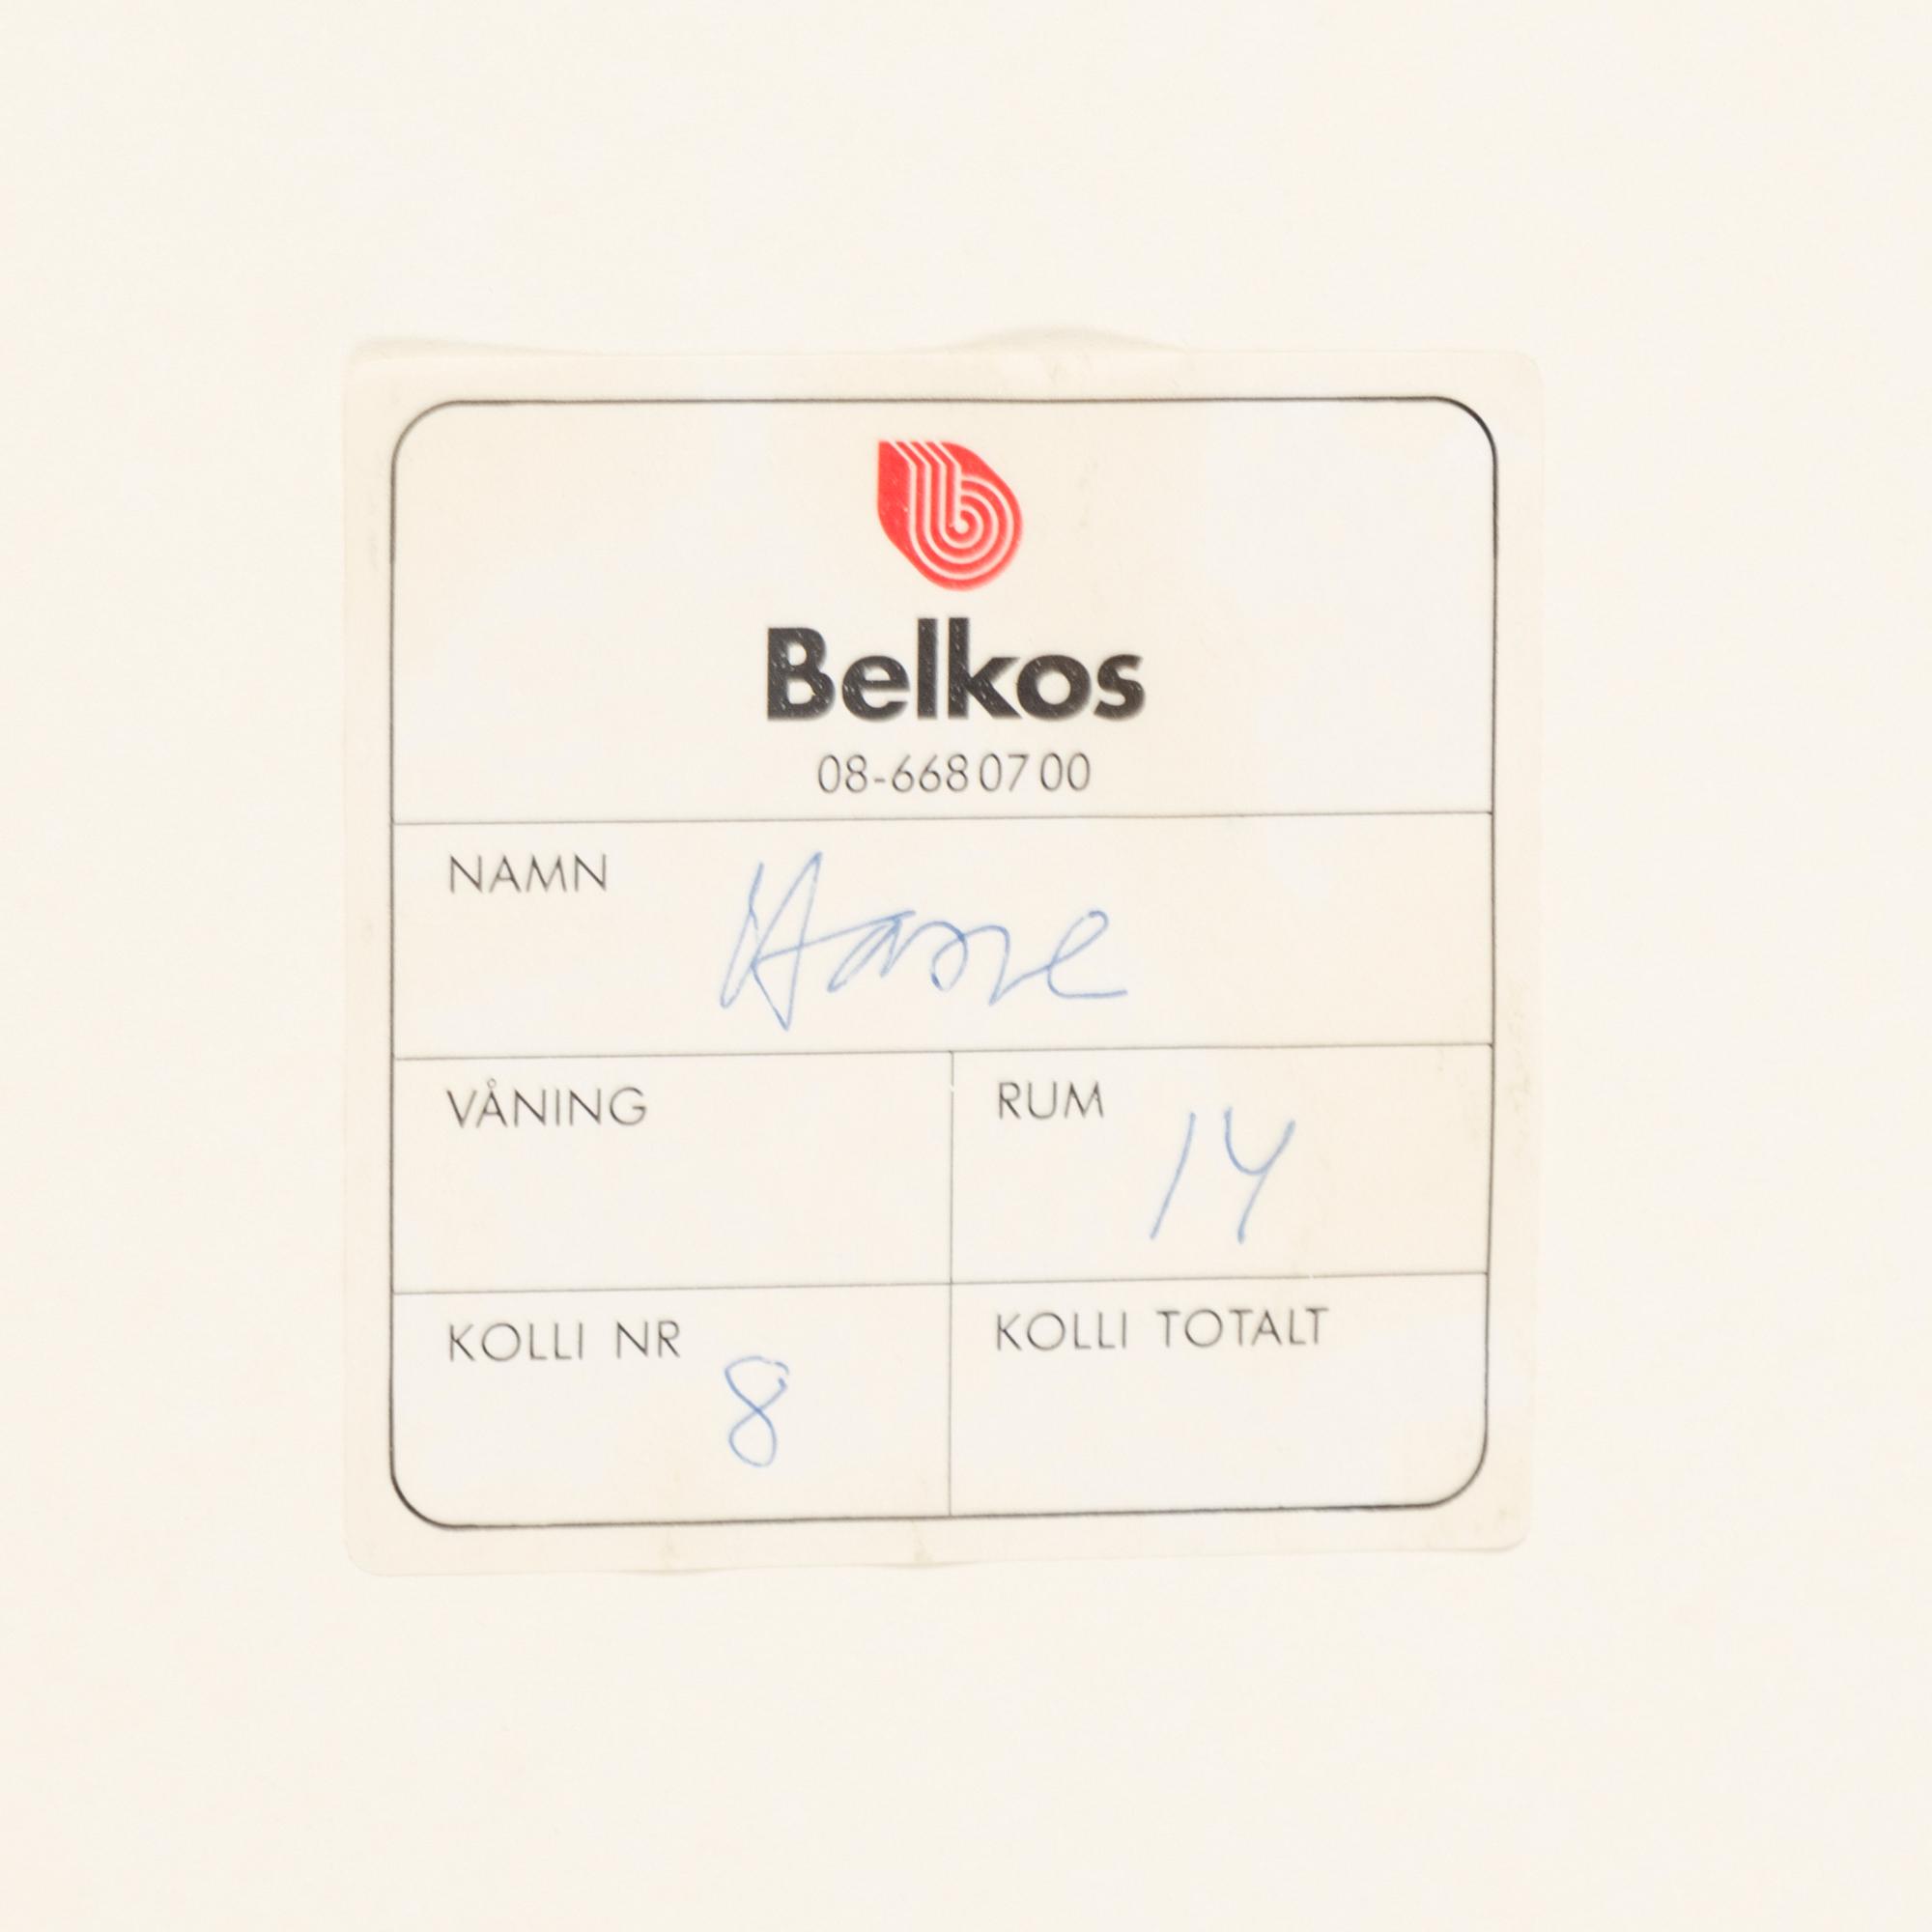 Belkos
08-668 07 00
NAMN Hasse
VÅNING RUM 14
KOLLI NR 8 KOLLI TOTALT